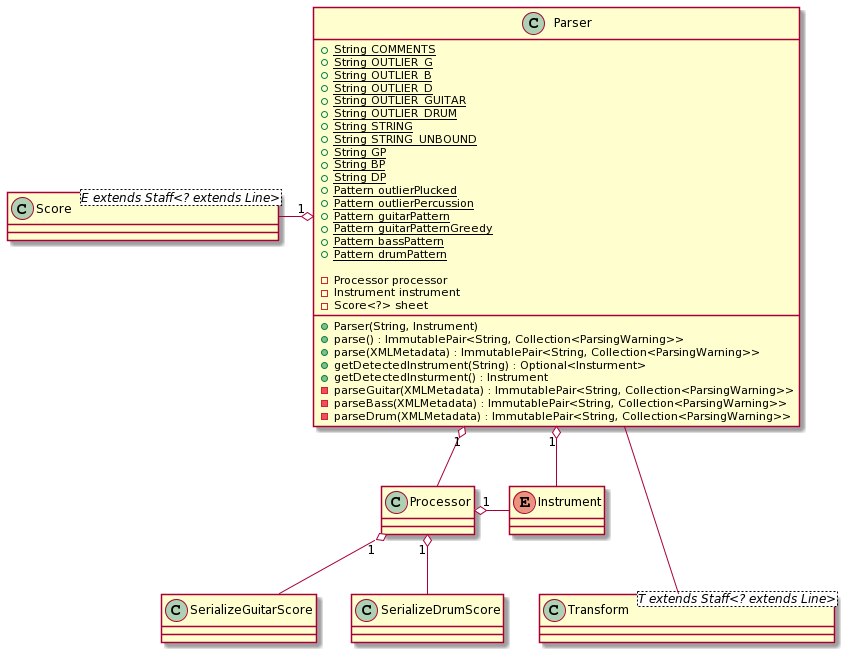 C Parser
String COMMENTS
String OUTLIER_G
String OUTLIER_B
String OUTLIER_D
String OUTLIER_GUITAR
String OUTLIER_DRUM
String STRING
String STRING_UNBOUND
String GP
String BP
String DP
Pattern outlierPlucked
Pattern outlierPercussion
Pattern guitarPattern
Pattern guitarPatternGreedy
Pattern bassPattern
Pattern drumPattern
Processor processor
Instrument instrument
Score<?> sheet
Parser(String, Instrument)
parse() : ImmutablePair<String, Collection<ParsingWarning>>
parse(XMLMetadata) : ImmutablePair<String, Collection<ParsingWarning>>
getDetectedInstrument(String) : Optional<Insturment>
getDetectedInsturment() : Instrument
parseGuitar(XMLMetadata) : ImmutablePair<String, Collection<ParsingWarning>>
parseBass(XMLMetadata) : ImmutablePair<String, Collection<ParsingWarning>>
parseDrum(XMLMetadata) : ImmutablePair<String, Collection<ParsingWarning>>
E extends Staff<? extends Line>
C Score
1
1
1
C Processor
1
E Instrument
1
1
C SerializeGuitarScore
C SerializeDrumScore
T extends Staff<? extends Line>
C Transform